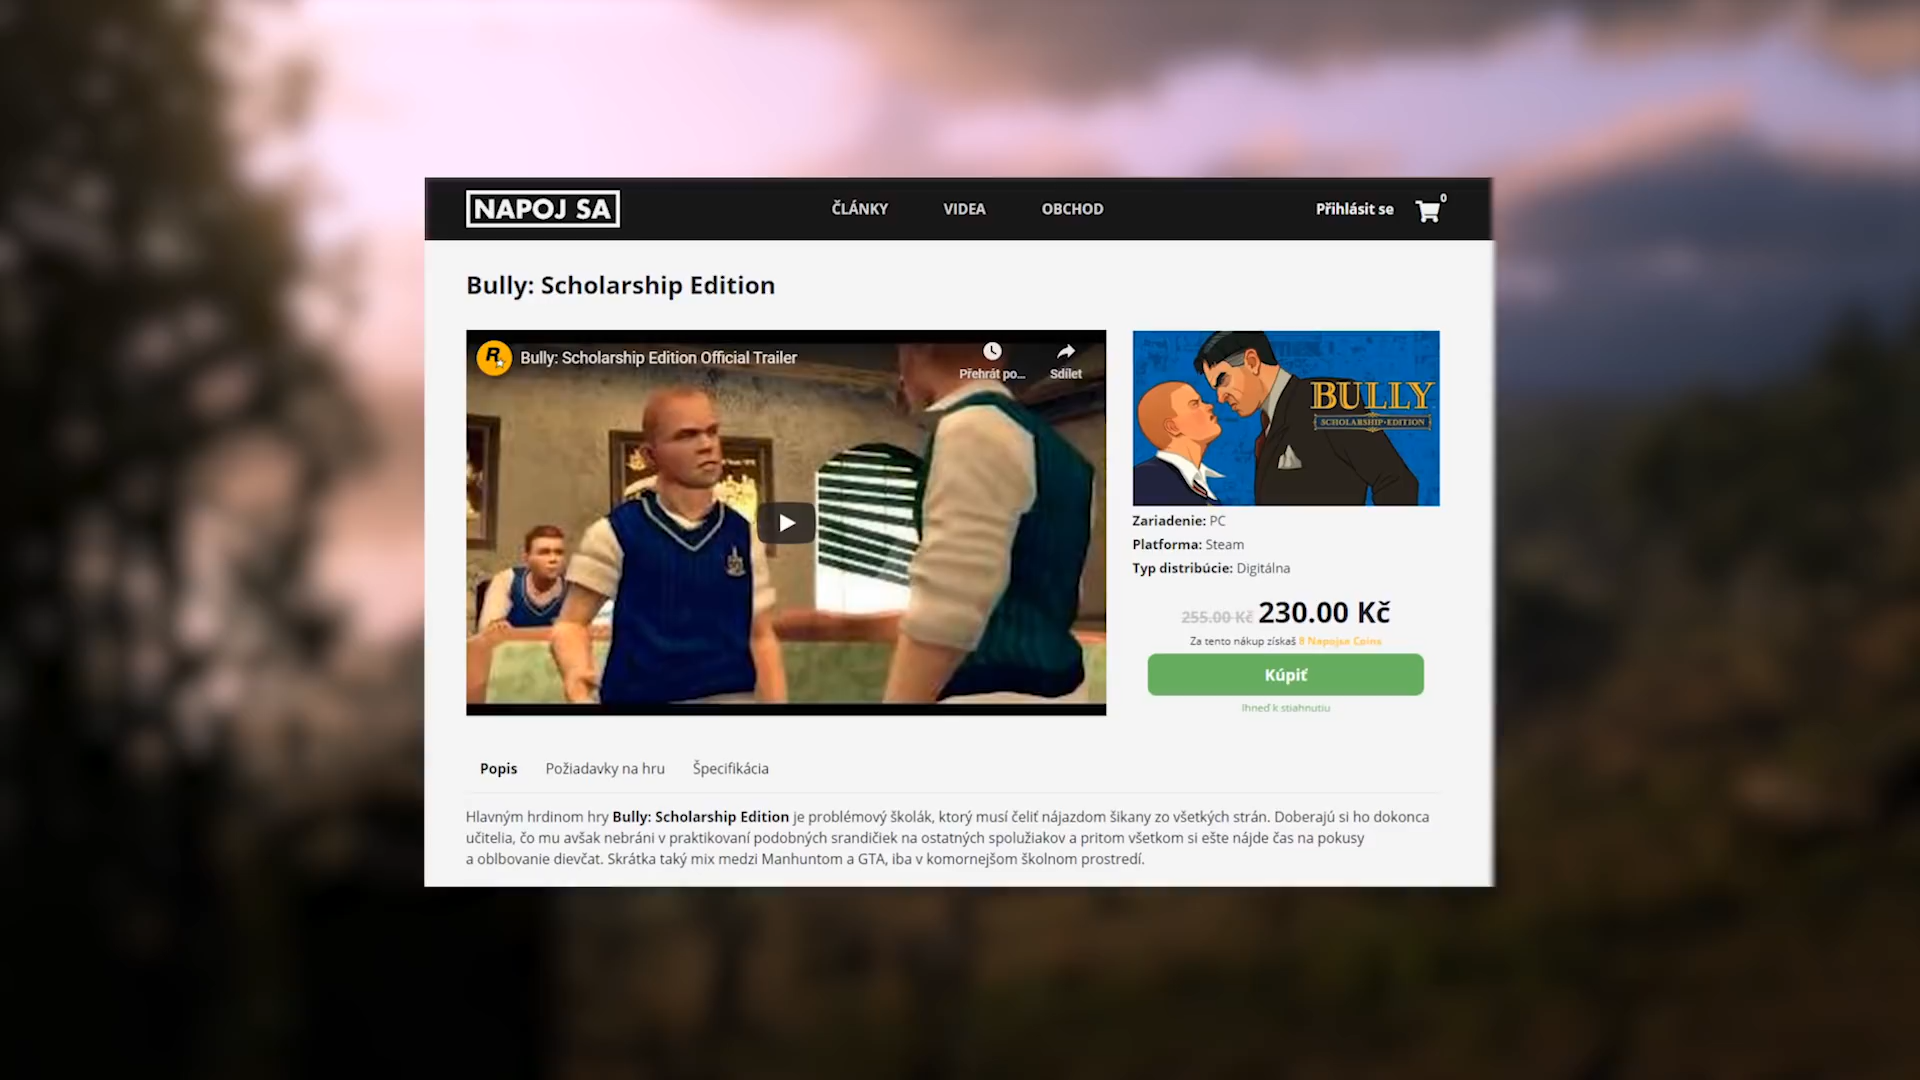 NAPOJ SA
ČLÁNKY
VIDEA
OBCHOD
Přihlásit se
0
Bully: Scholarship Edition
R
Bully: Scholarship Edition Official Trailer
Přehrát po...
Sdílet
BULLY
SCHOLARSHIP·EDITION
Zariadenie: PC
Platforma: Steam
Typ distribúcie: Digitálna
255.00 Kč 230.00 Kč
Za tento nákup získaš 8 Napojsa Coins
Kúpiť
Ihneď k stiahnutiu
Popis
Požiadavky na hru
Špecifikácia
Hlavným hrdinom hry Bully: Scholarship Edition je problémový školák, ktorý musí čeliť nájazdom šikany zo všetkých strán. Doberajú si ho dokonca
učitelia, čo mu avšak nebráni v praktikovaní podobných srandičiek na ostatných spolužiakov a pritom všetkom si ešte nájde čas na pokusy
a oblbovanie dievčat. Skrátka taký mix medzi Manhuntom a GTA, iba v komornejšom školnom prostredí.